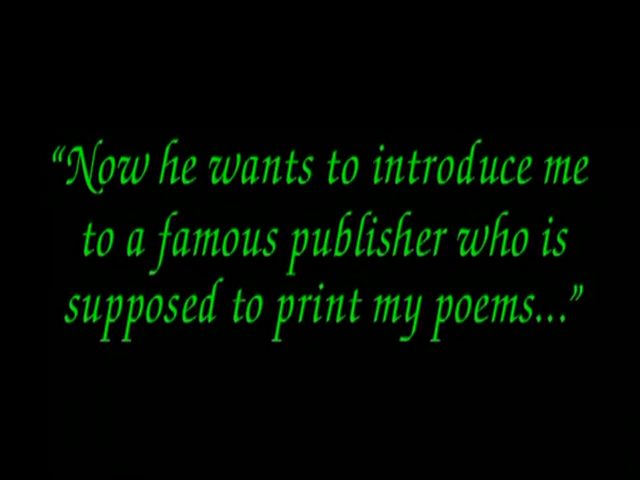 “Now he wants to introduce me
to a famous publisher who is
supposed to print my poems...”